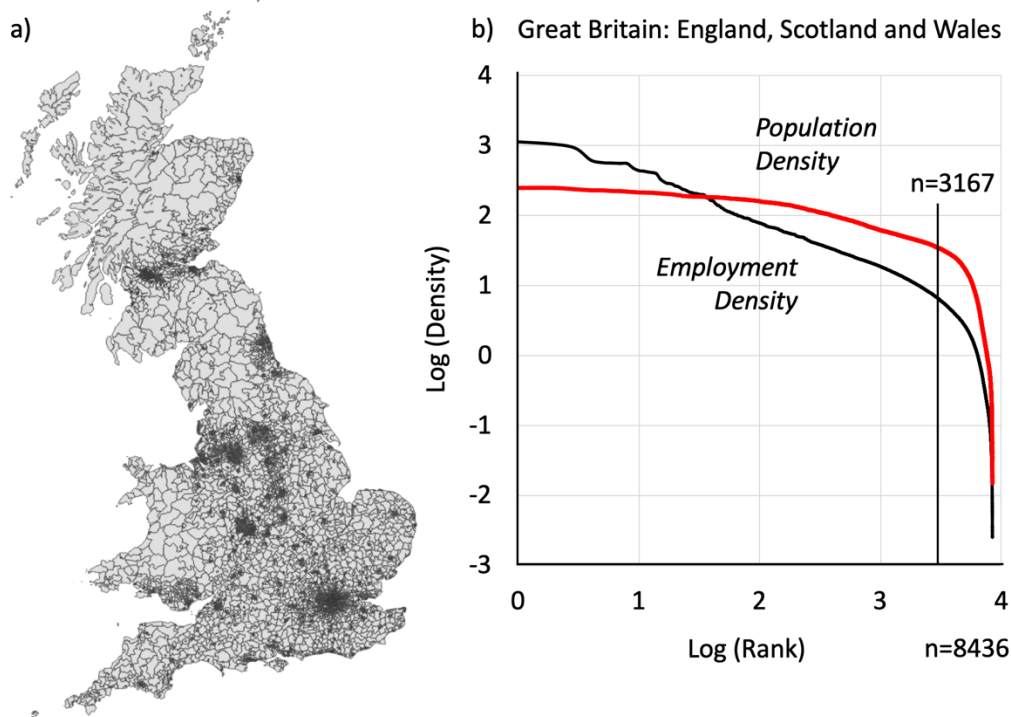 a)
b) Great Britain: England, Scotland and Wales
4
3
2
1
0
-1
-2
-3
Log (Density)
Population
Density
n=3167
Employment
Density
0 1 2 3 4
Log (Rank)
n=8436